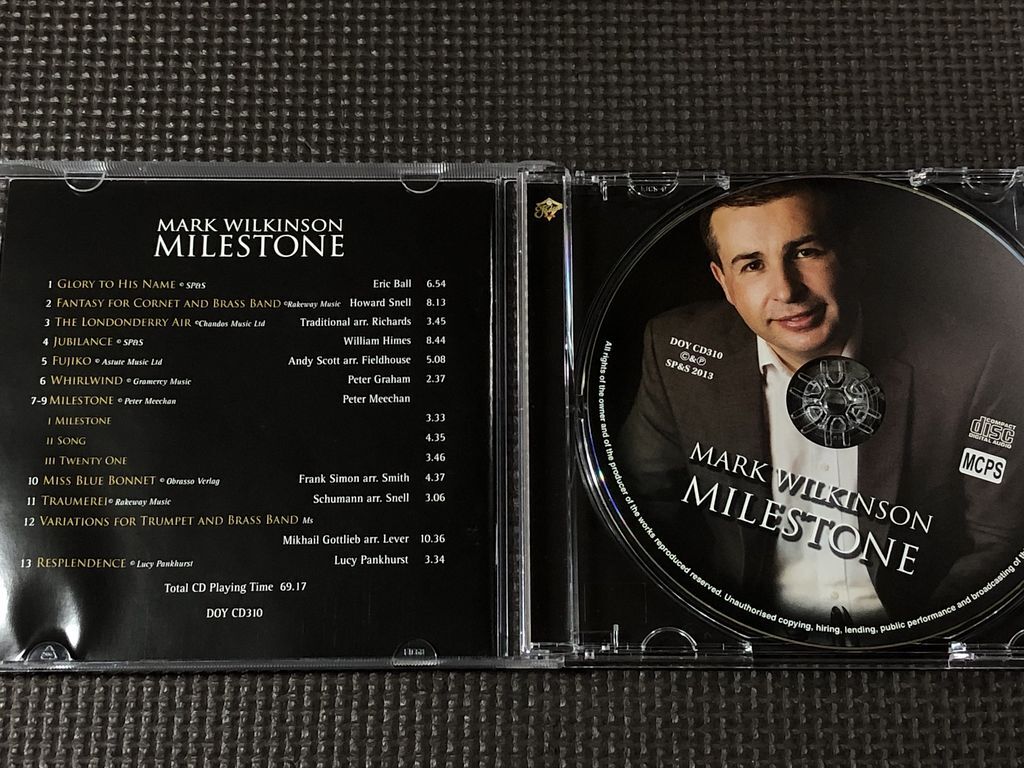 MARK WILKINSON
MILESTONE
1 GLORY TO HIS NAME © SP&S Eric Ball 6.54
2 FANTASY FOR CORNET AND BRASS BAND ©Rakeway Music Howard Snell 8.13
3 THE LONDONDERRY AIR ©Chandos Music Ltd Traditional arr. Richards 3.45
4 JUBILANCE © SP&S William Himes 8.44
5 FUJIKO © Astute Music Ltd Andy Scott arr. Fieldhouse 5.08
6 WHIRLWIND © Gramercy Music Peter Graham 2.37
7-9 MILESTONE © Peter Meechan Peter Meechan
I MILESTONE 3.33
II SONG 4.35
III TWENTY ONE 3.46
10 MISS BLUE BONNET © Obrasso Verlag Frank Simon arr. Smith 4.37
11 TRAUMEREI © Rakeway Music Schumann arr. Snell 3.06
12 VARIATIONS FOR TRUMPET AND BRASS BAND Ms
Mikhail Gottlieb arr. Lever 10.36
13 RESPLENDENCE © Lucy Pankhurst Lucy Pankhurst 3.34
Total CD Playing Time 69.17
DOY CD310
DOY CD310
©&℗
SP&S 2013
COMPACT
disc
DIGITAL AUDIO
MCPS
MARK WILKINSON
MILESTONE
All rights of the owner and of the producer of the works reproduced reserved. Unauthorised copying, hiring, lending, public performance and broadcasting of